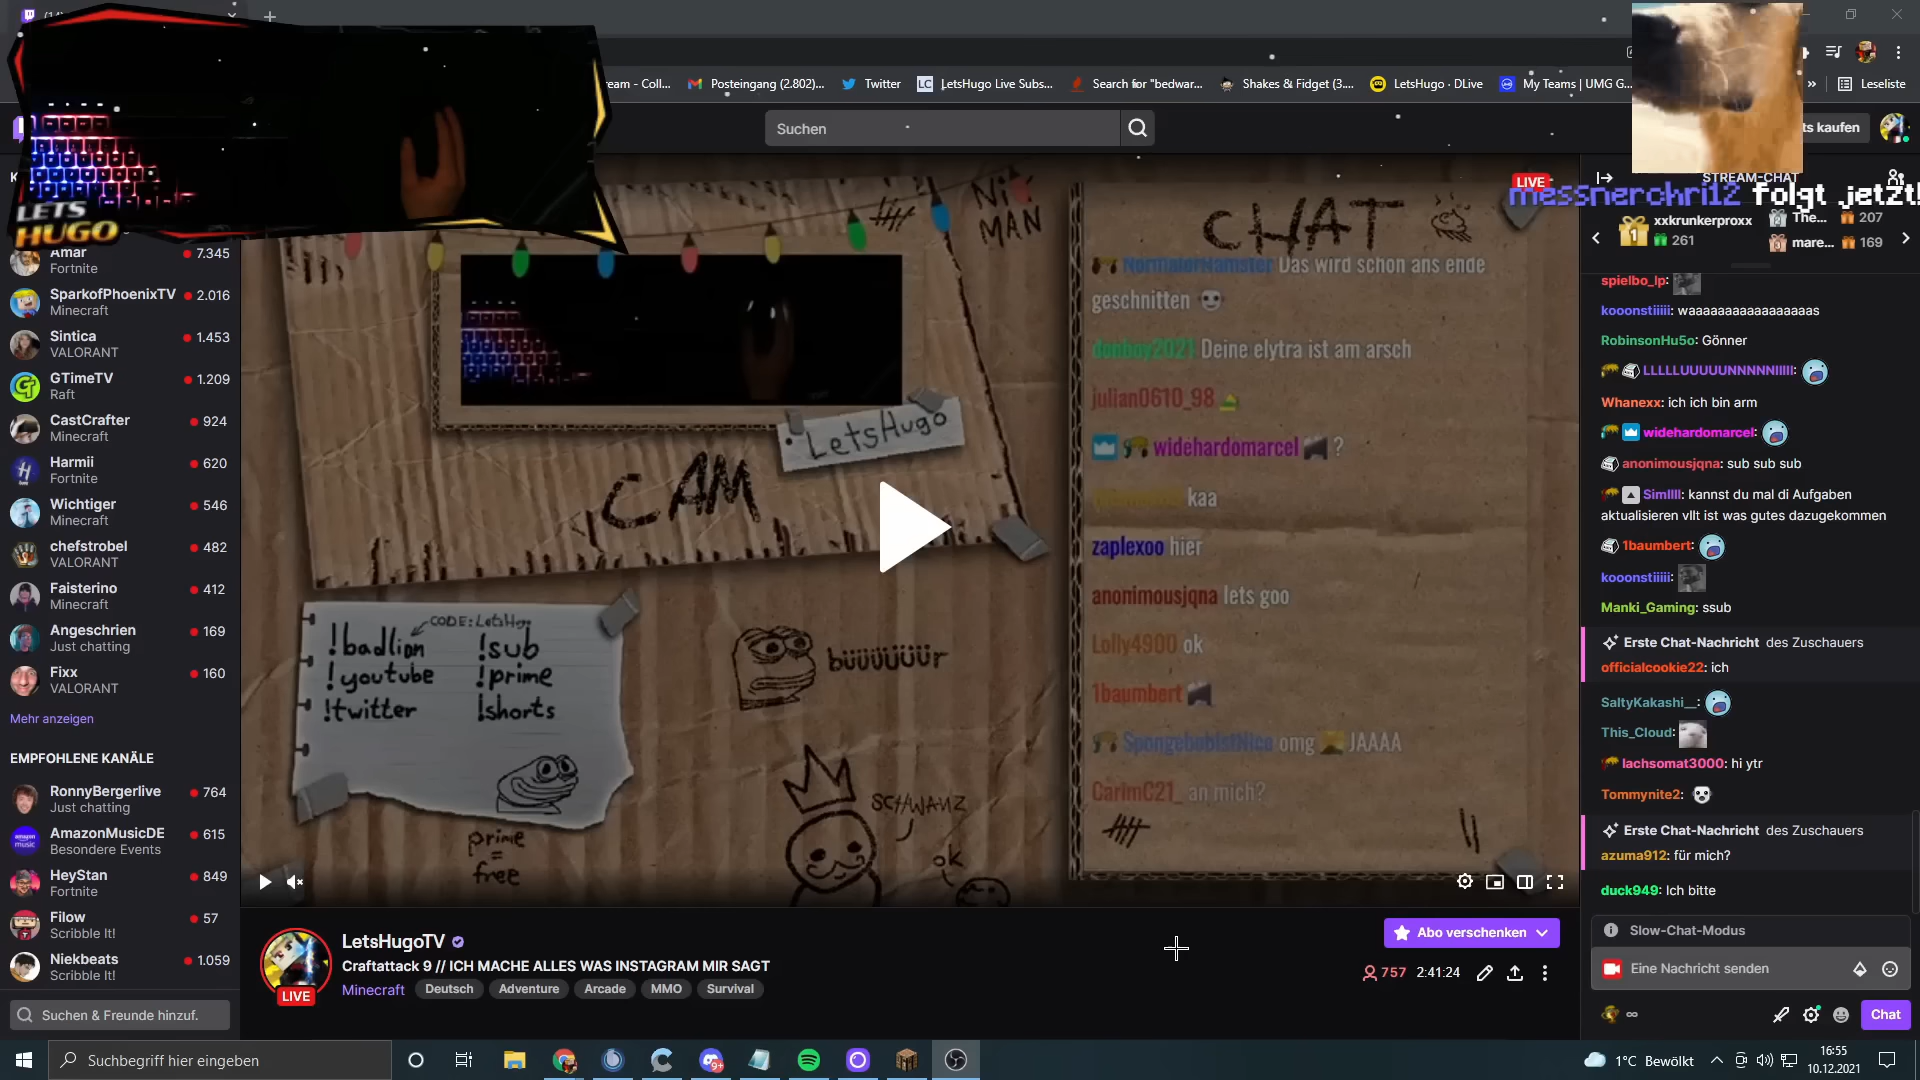 ream - Coll...
Posteingang (2.802)...
Twitter
LetsHugo Live Subs...
Search for "bedwar...
Shakes & Fidget (3....
LetsHugo · DLive
My Teams | UMG G...
»
Leseliste
Suchen
ts kaufen
LETS
HUGO
LIVE
STREAM-CHAT
messnerchri12 folgt jetzt!
xxkrunkerproxx
261
The... 207
mare... 169
Amar
Fortnite
7.345
SparkofPhoenixTV
Minecraft
2.016
Sintica
VALORANT
1.453
GTimeTV
Raft
1.209
CastCrafter
Minecraft
924
Harmii
Fortnite
620
Wichtiger
Minecraft
546
chefstrobel
VALORANT
482
Faisterino
Minecraft
412
Angeschrien
Just chatting
169
Fixx
VALORANT
160
Mehr anzeigen
EMPFOHLENE KANÄLE
RonnyBergerlive
Just chatting
764
AmazonMusicDE
Besondere Events
615
HeyStan
Fortnite
849
Filow
Scribble It!
57
Niekbeats
Scribble It!
1.059
Suchen & Freunde hinzuf.
MAN
LetsHugo
CAM
CODE: LetsHugo
!badlion !sub
!youtube !prime
!twitter !shorts
büüüüüür
prime
=
free
SCHWANZ
ok
CHAT
NormalerHamster Das wird schon ans ende
geschnitten
donboy2021 Deine elytra ist am arsch
julian0610_98
widehardomarcel ?
kaa
zaplexoo hier
anonimousjqna lets goo
Lolly4900 ok
1baumbert
SpongebobIstNice omg JAAAA
CarimC21_ an mich?
LetsHugoTV
Craftattack 9 // ICH MACHE ALLES WAS INSTAGRAM MIR SAGT
Minecraft Deutsch Adventure Arcade MMO Survival
LIVE
Abo verschenken
757 2:41:24
spielbo_lp:
kooonstiiiii: waaaaaaaaaaaaaaaas
RobinsonHu5o: Gönner
LLLLLUUUUUNNNNNIIIII:
Whanexx: ich ich bin arm
widehardomarcel:
anonimousjqna: sub sub sub
Simllll: kannst du mal di Aufgaben
aktualisieren vllt ist was gutes dazugekommen
1baumbert:
kooonstiiiii:
Manki_Gaming: ssub
Erste Chat-Nachricht des Zuschauers
officialcookie22: ich
SaltyKakashi__:
This_Cloud:
lachsomat3000: hi ytr
Tommynite2:
Erste Chat-Nachricht des Zuschauers
azuma912: für mich?
duck949: Ich bitte
Slow-Chat-Modus
Eine Nachricht senden
∞
Chat
Suchbegriff hier eingeben
9+
1°C Bewölkt
16:55
10.12.2021